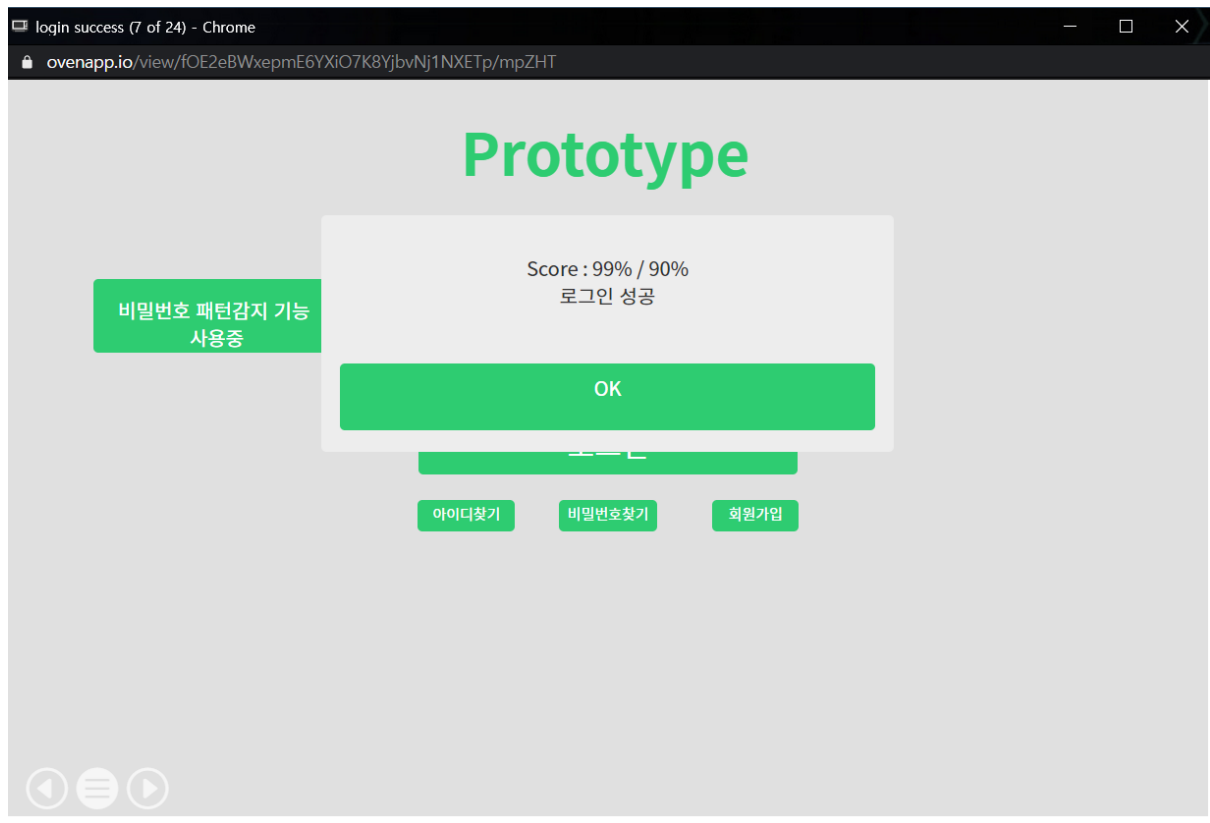 login success (7 of 24) - Chrome
ovenapp.io/view/fOE2eBWxepmE6YXiO7K8YjbvNj1NXETp/mpZHT
Prototype
Score : 99% / 90%
로그인 성공
비밀번호 패턴감지 기능
사용중
OK
아이디찾기
비밀번호찾기
회원가입